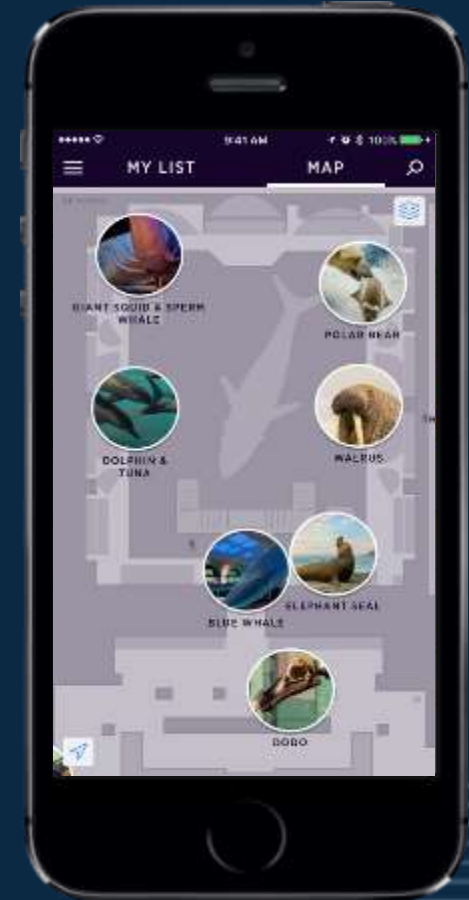 9:41 AM
100%
MY LIST
MAP
GIANT SQUID & SPERM
WHALE
POLAR BEAR
DOLPHIN &
TUNA
WALRUS
ELEPHANT SEAL
BLUE WHALE
DODO